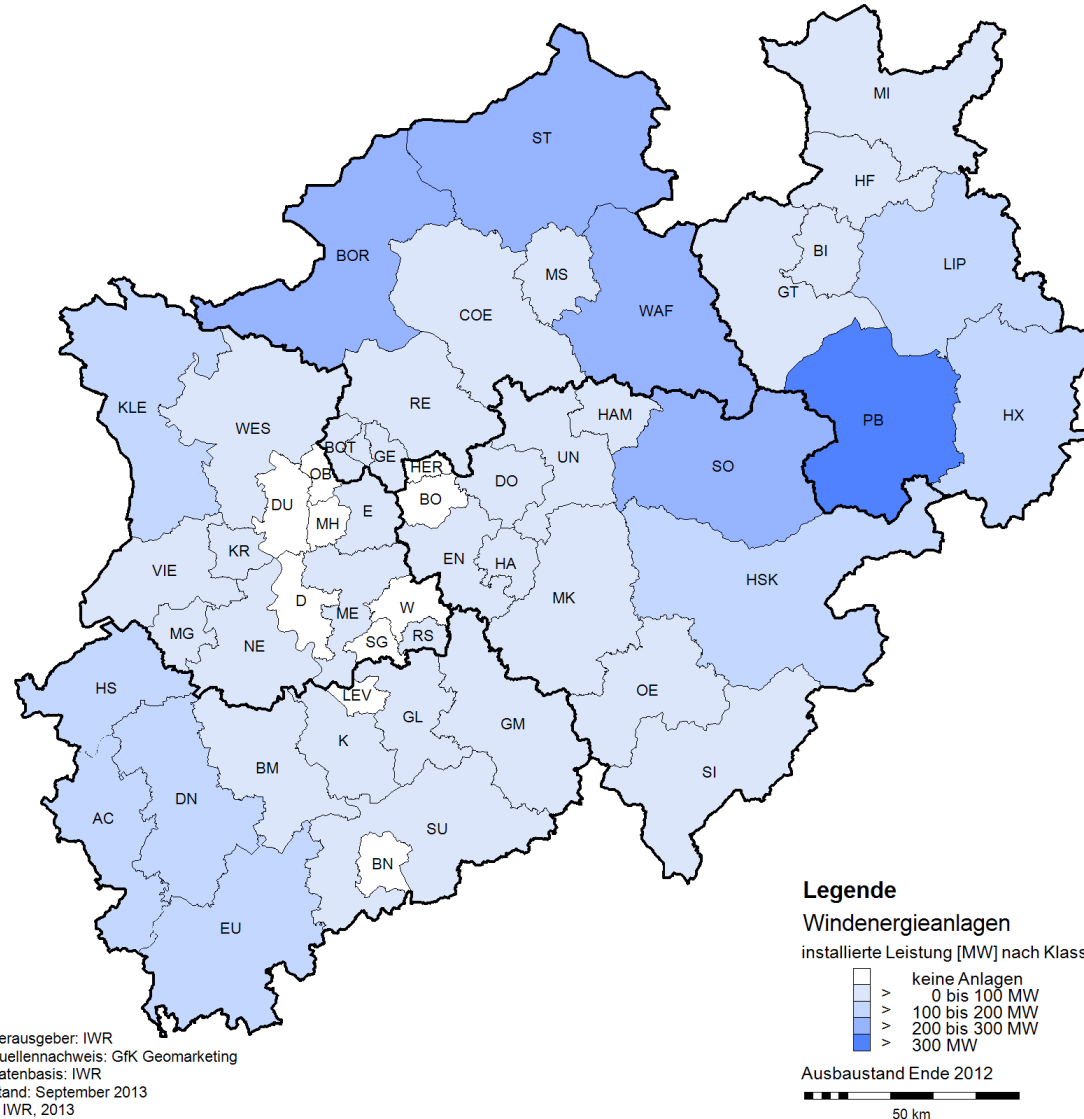 MI
ST
HF
BI
BOR
LIP
MS
GT
WAF
COE
KLE
RE
WES
HAM
HX
PB
BOT
GE
UN
HER
SO
OB
DO
BO
DU
E
MH
KR
EN
HA
VIE
HSK
MK
D
W
ME
MG
RS
NE
SG
HS
OE
LEV
GL
GM
K
BM
SI
DN
AC
SU
BN
EU
Legende
Windenergieanlagen
installierte Leistung [MW] nach Klass
keine Anlagen
> 0 bis 100 MW
> 100 bis 200 MW
> 200 bis 300 MW
> 300 MW
Ausbaustand Ende 2012
50 km
erausgeber: IWR
uellennachweis: GfK Geomarketing
atenbasis: IWR
tand: September 2013
IWR, 2013